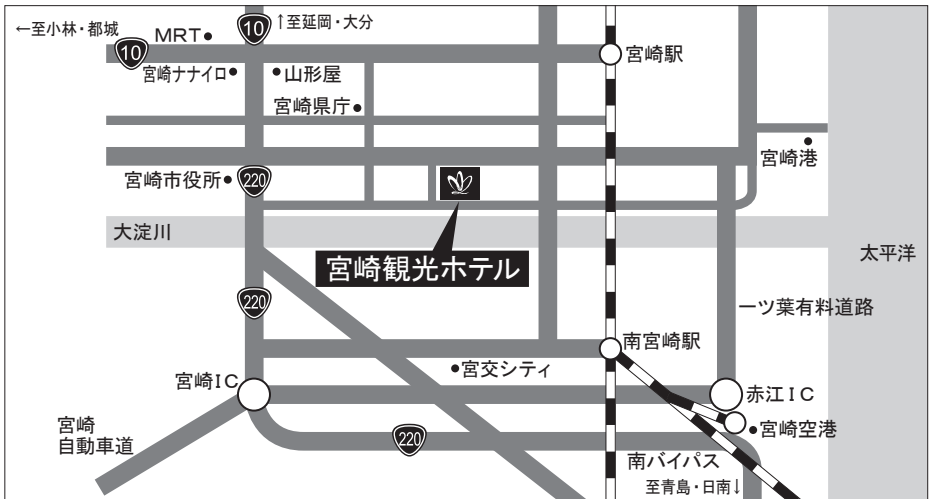 ←至小林・都城
10
↑至延岡・大分
10
MRT
宮崎駅
宮崎ナナイロ
山形屋
宮崎県庁
宮崎港
宮崎市役所
220
大淀川
太平洋
宮崎観光ホテル
220
一ツ葉有料道路
南宮崎駅
宮交シティ
宮崎IC
赤江IC
宮崎
自動車道
220
宮崎空港
南バイパス
至青島・日南↓